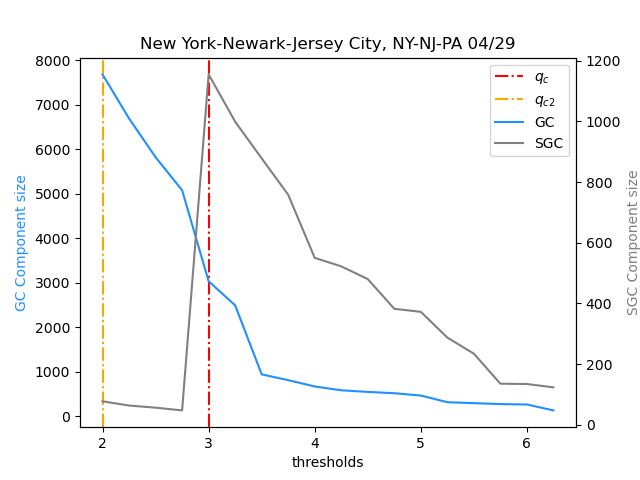 New York-Newark-Jersey City, NY-NJ-PA 04/29
8000
7000
6000
5000
4000
3000
2000
1000
0
GC Component size
1200
1000
800
600
400
200
0
SGC Component size
q_c
q_c2
GC
SGC
2 3 4 5 6
thresholds